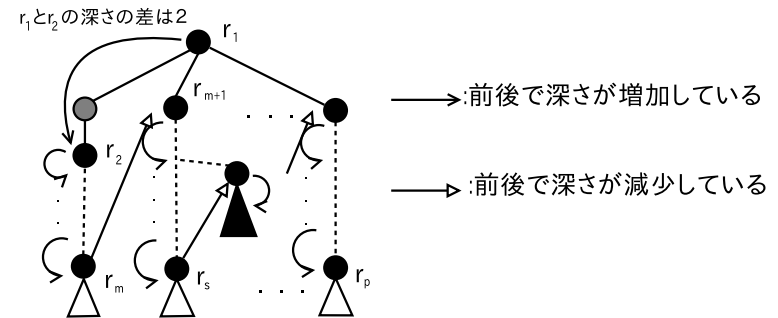 r1とr2の深さの差は2
r1
rm+1
:前後で深さが増加している
r2
:前後で深さが減少している
rm
rs
rp